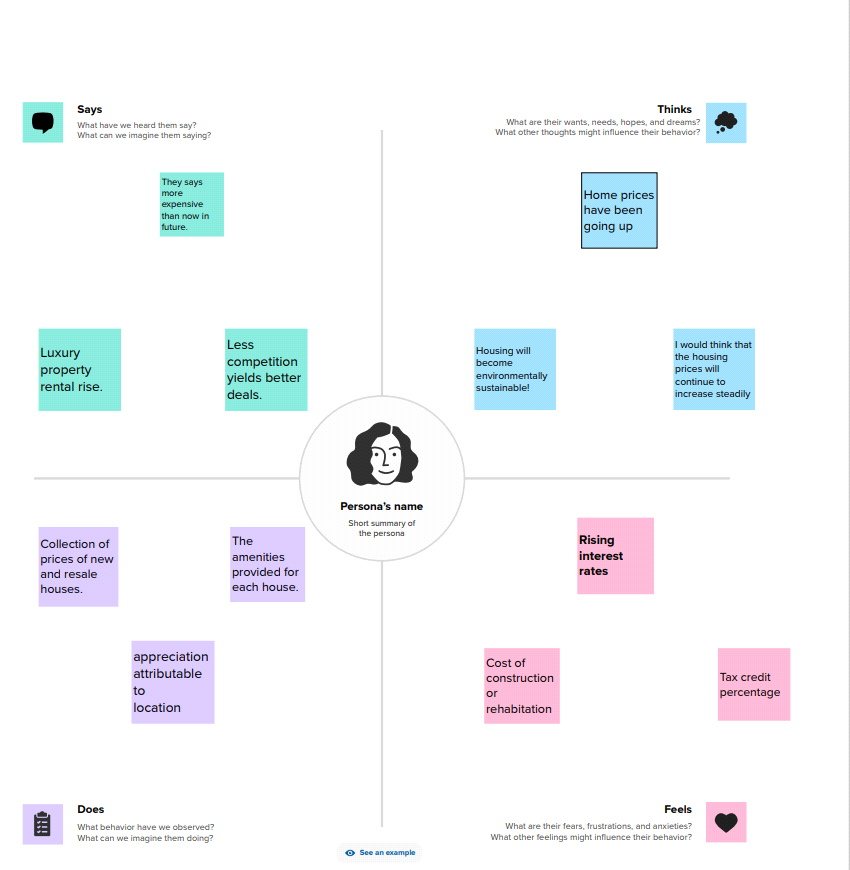 Says
What have we heard them say?
What can we imagine them saying?
Thinks
What are their wants, needs, hopes, and dreams?
What other thoughts might influence their behavior?
They says
more
expensive
than now in
future.
Home prices
have been
going up
Luxury
property
rental rise.
Less
competition
yields better
deals.
Housing will
become
environmentally
sustainable!
I would think that
the housing
prices will
continue to
increase steadily
Persona's name
Short summary of
the persona
Collection of
prices of new
and resale
houses.
The
amenities
provided for
each house.
appreciation
attributable
to
location
Rising
interest
rates
Cost of
construction
or
rehabitation
Tax credit
percentage
Does
What behavior have we observed?
What can we imagine them doing?
Feels
What are their fears, frustrations, and anxieties?
What other feelings might influence their behavior?
See an example